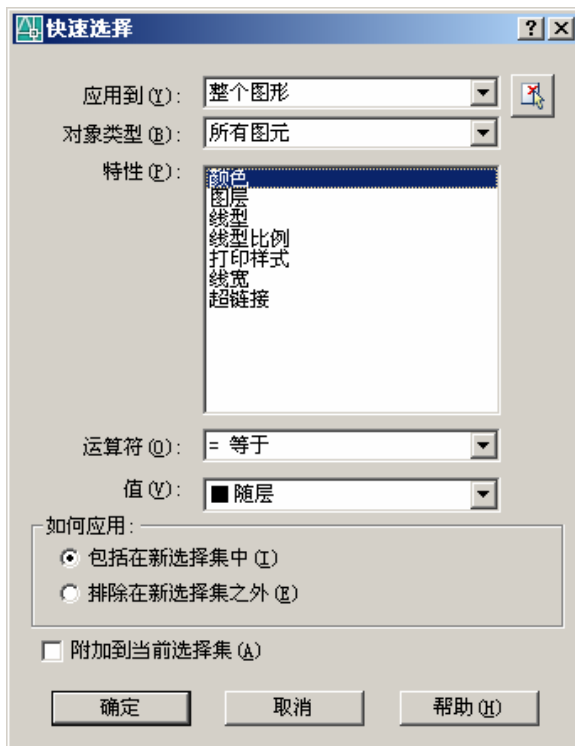 快速选择
应用到(Y): 整个图形
对象类型(B): 所有图元
特性(P): 颜色
图层
线型
线型比例
打印样式
线宽
超链接
运算符(O): = 等于
值(V): 随层
如何应用:
包括在新选择集中(I)
排除在新选择集之外(E)
附加到当前选择集(A)
确定 取消 帮助(H)